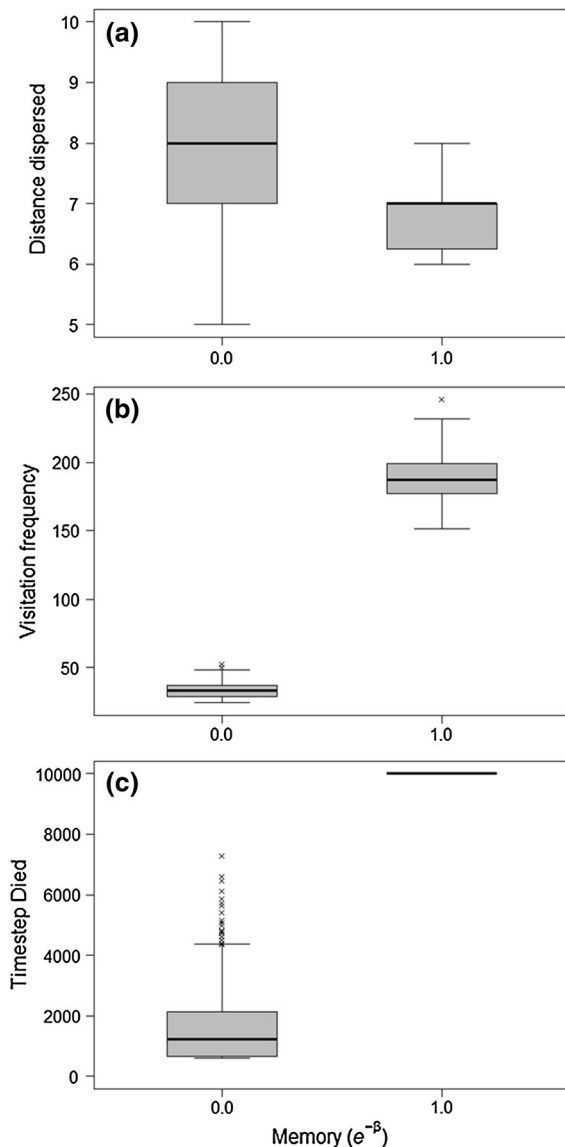 (a)
Distance dispersed
10
9
8
7
6
5
0.0 1.0
(b)
Visitation frequency
250
200
150
100
50
0.0 1.0
(c)
Timestep Died
10000
8000
6000
4000
2000
0
0.0 1.0
Memory (e⁻ᵝ)